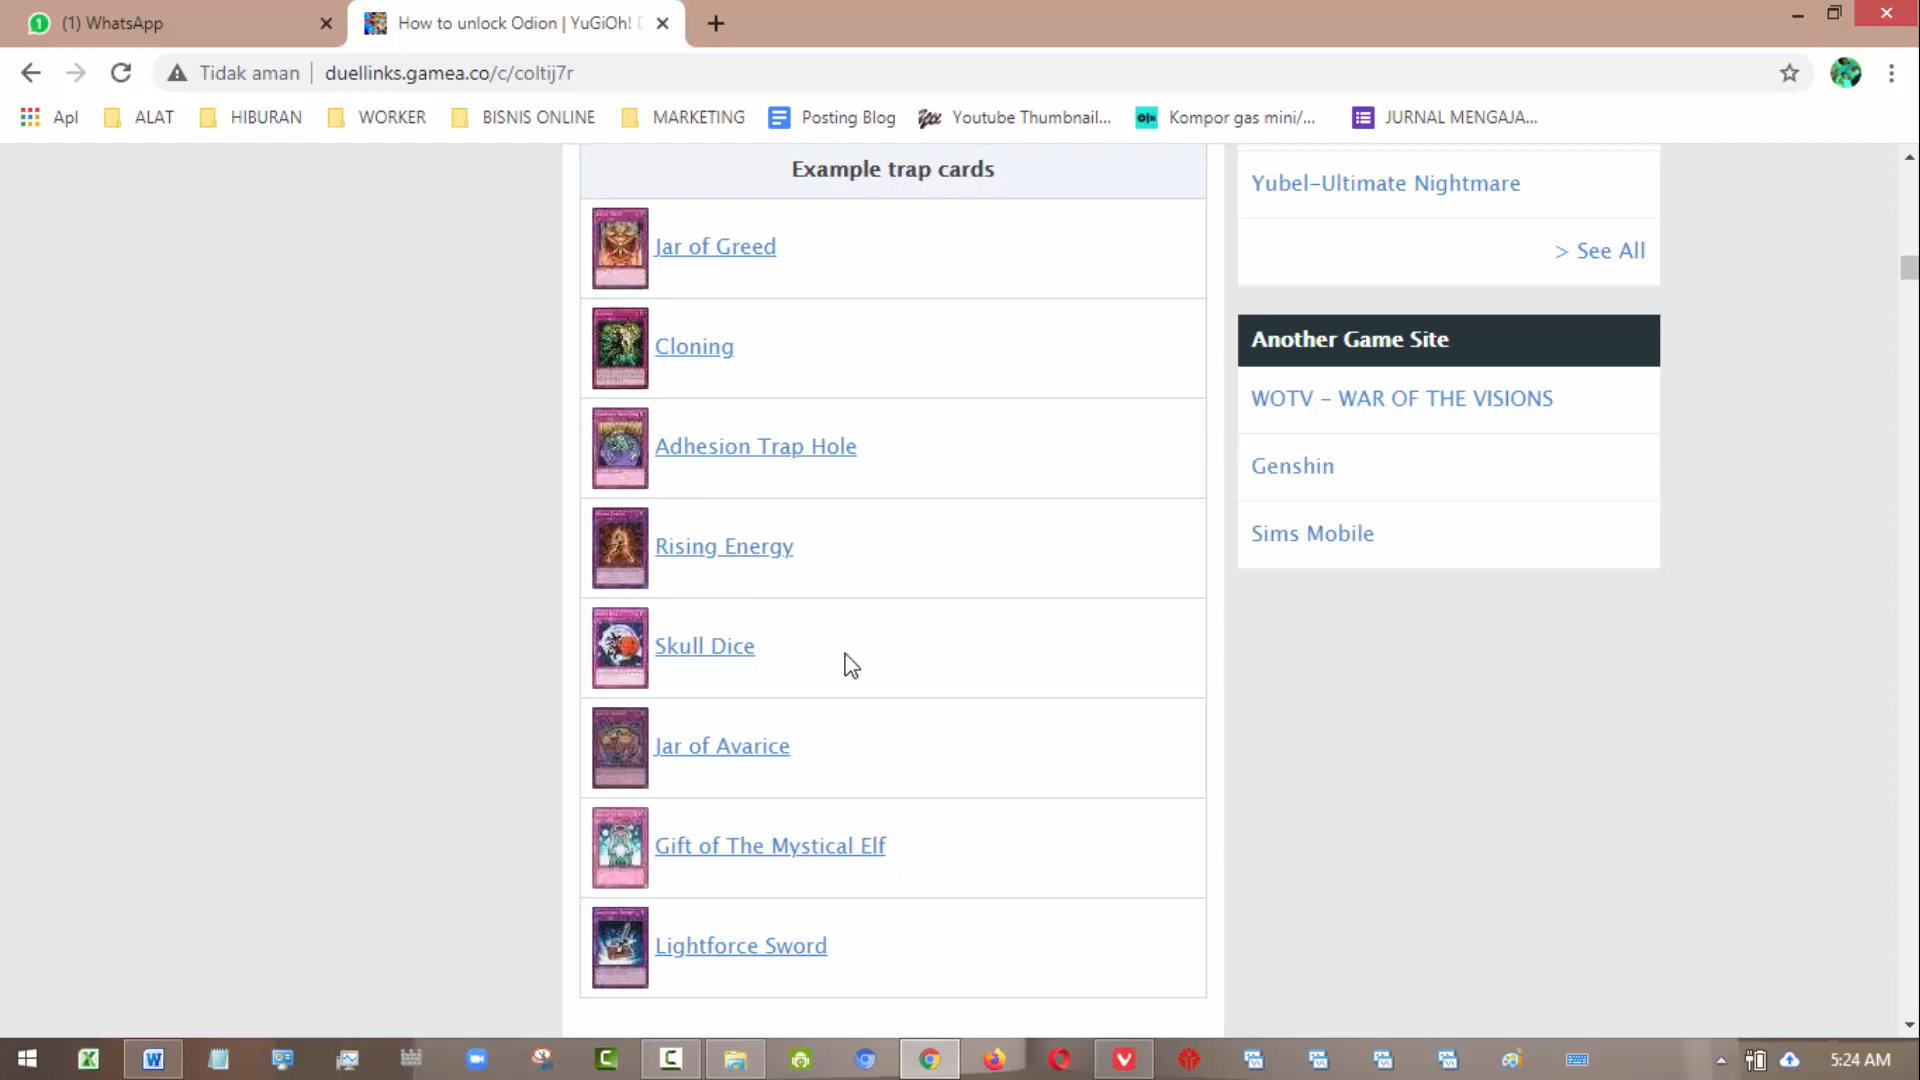 (1) WhatsApp
How to unlock Odion | YuGiOh! D
Tidak aman | duellinks.gamea.co/c/coltij7r
Apl ALAT HIBURAN WORKER BISNIS ONLINE MARKETING Posting Blog Youtube Thumbnail... Kompor gas mini/... JURNAL MENGAJA...
Example trap cards
Jar of Greed
Cloning
Adhesion Trap Hole
Rising Energy
Skull Dice
Jar of Avarice
Gift of The Mystical Elf
Lightforce Sword
Yubel-Ultimate Nightmare
> See All
Another Game Site
WOTV - WAR OF THE VISIONS
Genshin
Sims Mobile
5:24 AM